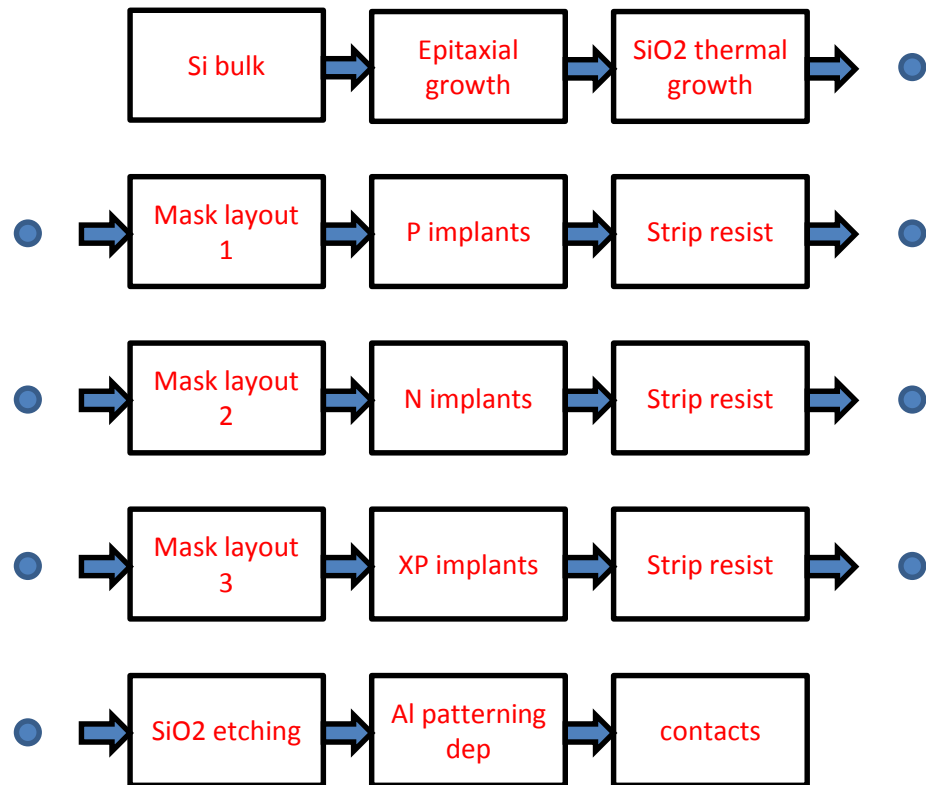 Si bulk
Epitaxial
growth
SiO2 thermal
growth
Mask layout
1
P implants
Strip resist
Mask layout
2
N implants
Strip resist
Mask layout
3
XP implants
Strip resist
SiO2 etching
Al patterning
dep
contacts